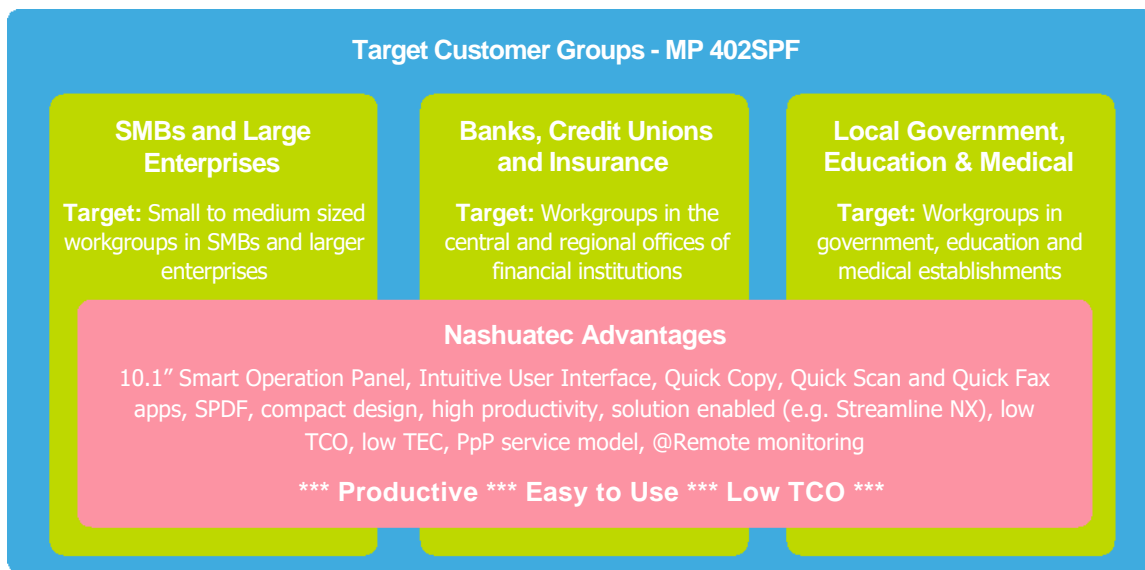 Target Customer Groups - MP 402SPF
SMBs and Large
Enterprises
Target: Small to medium sized
workgroups in SMBs and larger
enterprises
Banks, Credit Unions
and Insurance
Target: Workgroups in the
central and regional offices of
financial institutions
Local Government,
Education & Medical
Target: Workgroups in
government, education and
medical establishments
Nashuatec Advantages
10.1” Smart Operation Panel, Intuitive User Interface, Quick Copy, Quick Scan and Quick Fax
apps, SPDF, compact design, high productivity, solution enabled (e.g. Streamline NX), low
TCO, low TEC, PpP service model, @Remote monitoring
*** Productive *** Easy to Use *** Low TCO ***